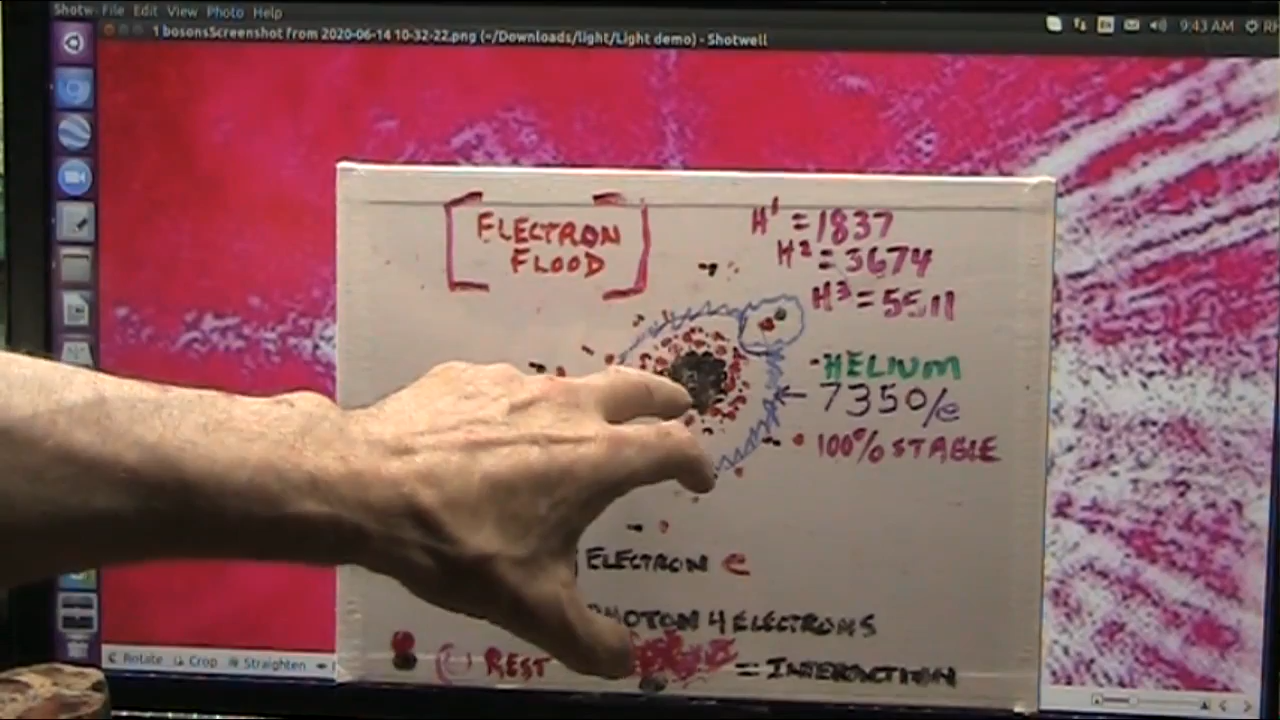 Shotw File Edit View Photo Help
9:43 AM
1 bosonsScreenshot from 2020-06-14 10-32-22.png (~/Downloads/light/Light demo) - Shotwell
ELECTRON
FLOOD
H1 = 1837
H2 = 3674
H3 = 5511
-HELIUM
7350/e
100% STABLE
ELECTRON e
PHOTON 4 ELECTRONS
REST
= INTERACTION
Rotate Crop Straighten